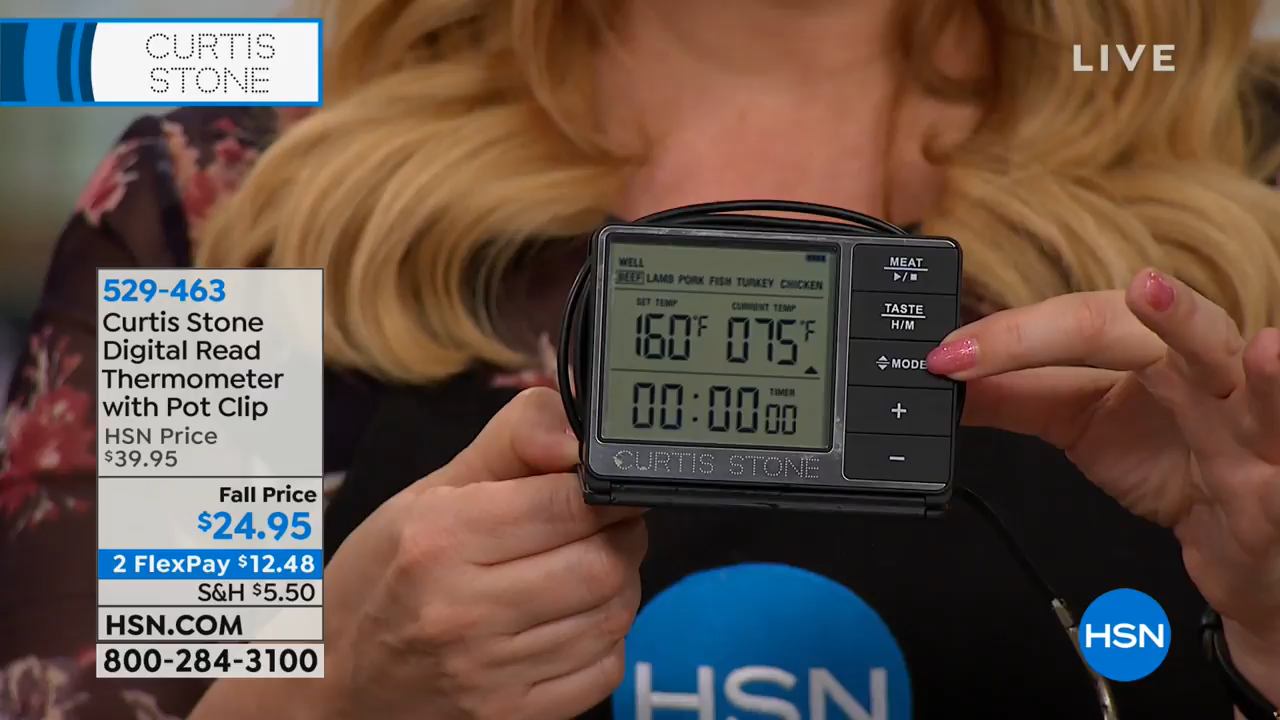 CURTIS
STONE
LIVE
529-463
Curtis Stone
Digital Read
Thermometer
with Pot Clip
HSN Price
$39.95
Fall Price
$24.95
2 FlexPay $12.48
S&H $5.50
HSN.COM
800-284-3100
WELL
BEEF LAMB PORK FISH TURKEY CHICKEN
SET TEMP CURRENT TEMP
160°F 075°F
TIMER
00:00 00
CURTIS STONE
MEAT
▷/■
TASTE
H/M
MODE
+
−
HSN
HSN